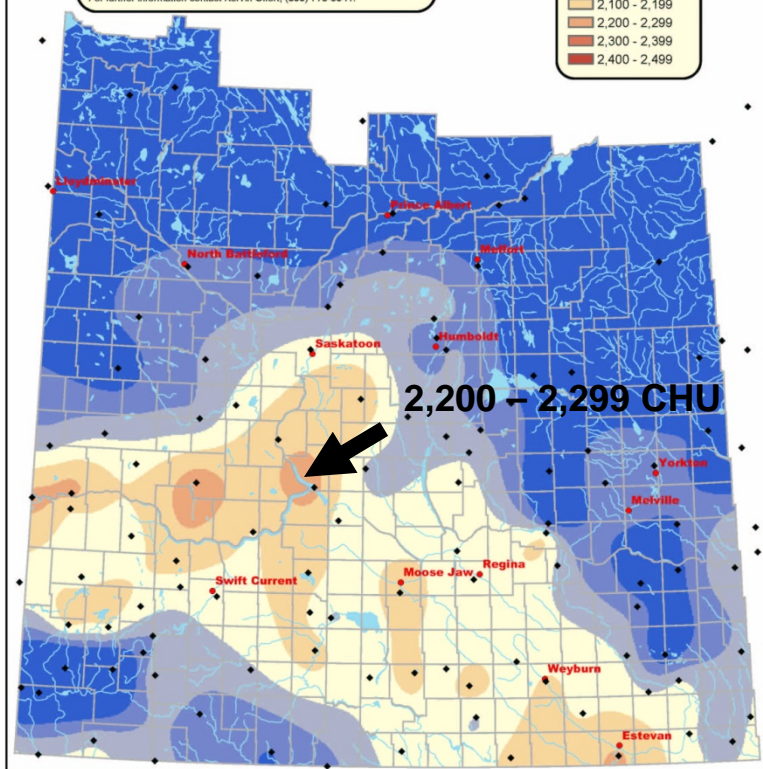 2,100 - 2,199
2,200 - 2,299
2,300 - 2,399
2,400 - 2,499
Lloydminster
Prince Albert
North Battleford
Melfort
Humboldt
Saskatoon
2,200 – 2,299 CHU
Yorkton
Melville
Moose Jaw
Regina
Swift Current
Weyburn
Estevan